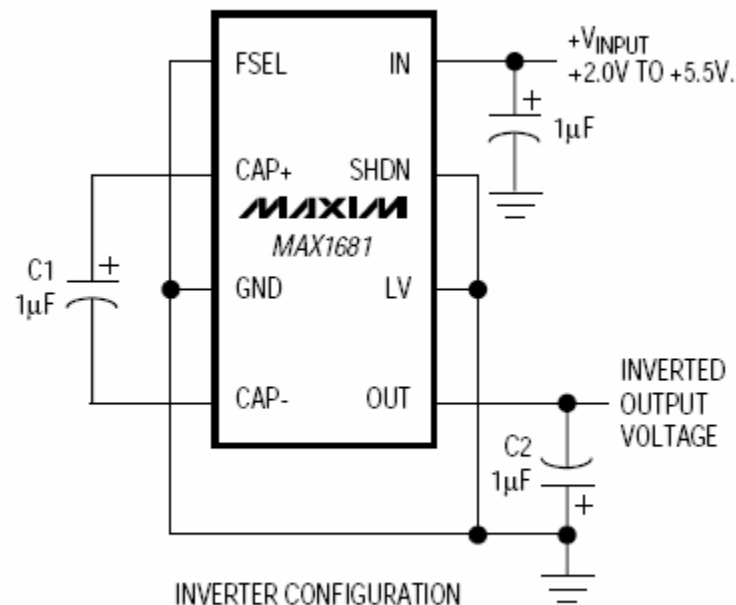 FSEL IN
+VINPUT
+2.0V TO +5.5V.
+
1µF
CAP+ SHDN
MAXIM
MAX1681
C1
+
1µF
GND LV
CAP- OUT
INVERTED
OUTPUT
VOLTAGE
C2
1µF
+
INVERTER CONFIGURATION